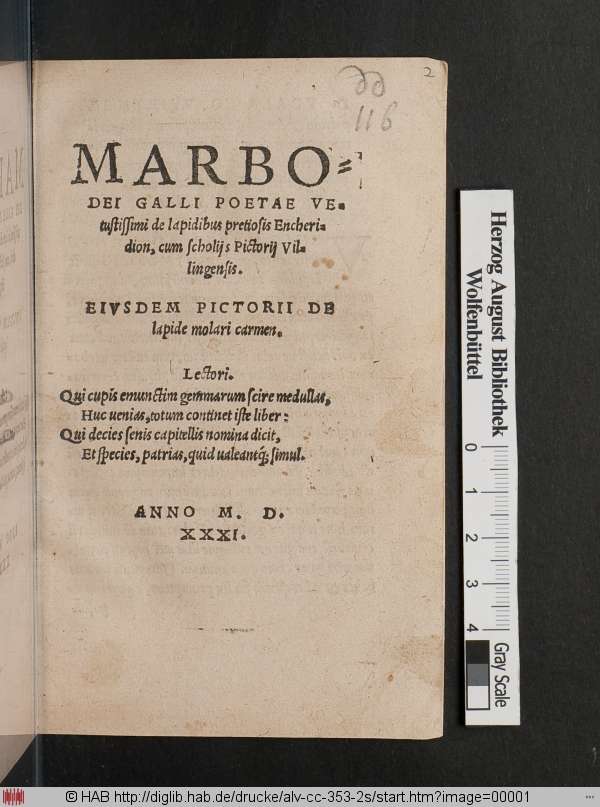 2
dd
116
MARBO=
DEI GALLI POETAE VE-
tustissimi de lapidibus pretiosis Encheri-
dion, cum scholijs Pictorij Vil-
lingensis.
EIVSDEM PICTORII DE
lapide molari carmen.
Lectori.
Qui cupis emunctim gemmarum scire medullas,
Huc uenias, totum continet iste liber:
Qui decies senis capitellis nomina dicit,
Et species, patrias, quid ualeantq; simul.
ANNO M. D.
XXXI.
Herzog August Bibliothek
Wolfenbüttel
0 1 2 3 4
Gray Scale
© HAB http://diglib.hab.de/drucke/alv-cc-353-2s/start.htm?image=00001